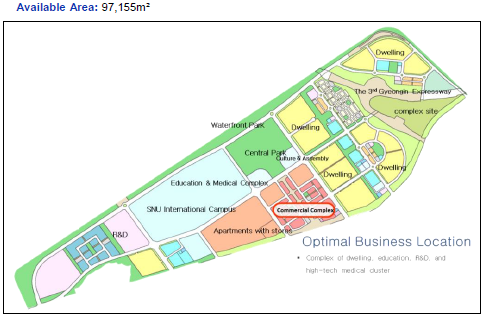 Available Area: 97,155m²
Dwelling
The 3rd Gyeongin Expressway
complex site
Waterfront Park
Dwelling
Central Park
Culture & Assembly
Dwelling
Dwelling
Education & Medical Complex
SNU International Campus
Commercial Complex
R&D
Apartments with stores
Optimal Business Location
• Complex of dwelling, education, R&D, and
high-tech medical cluster